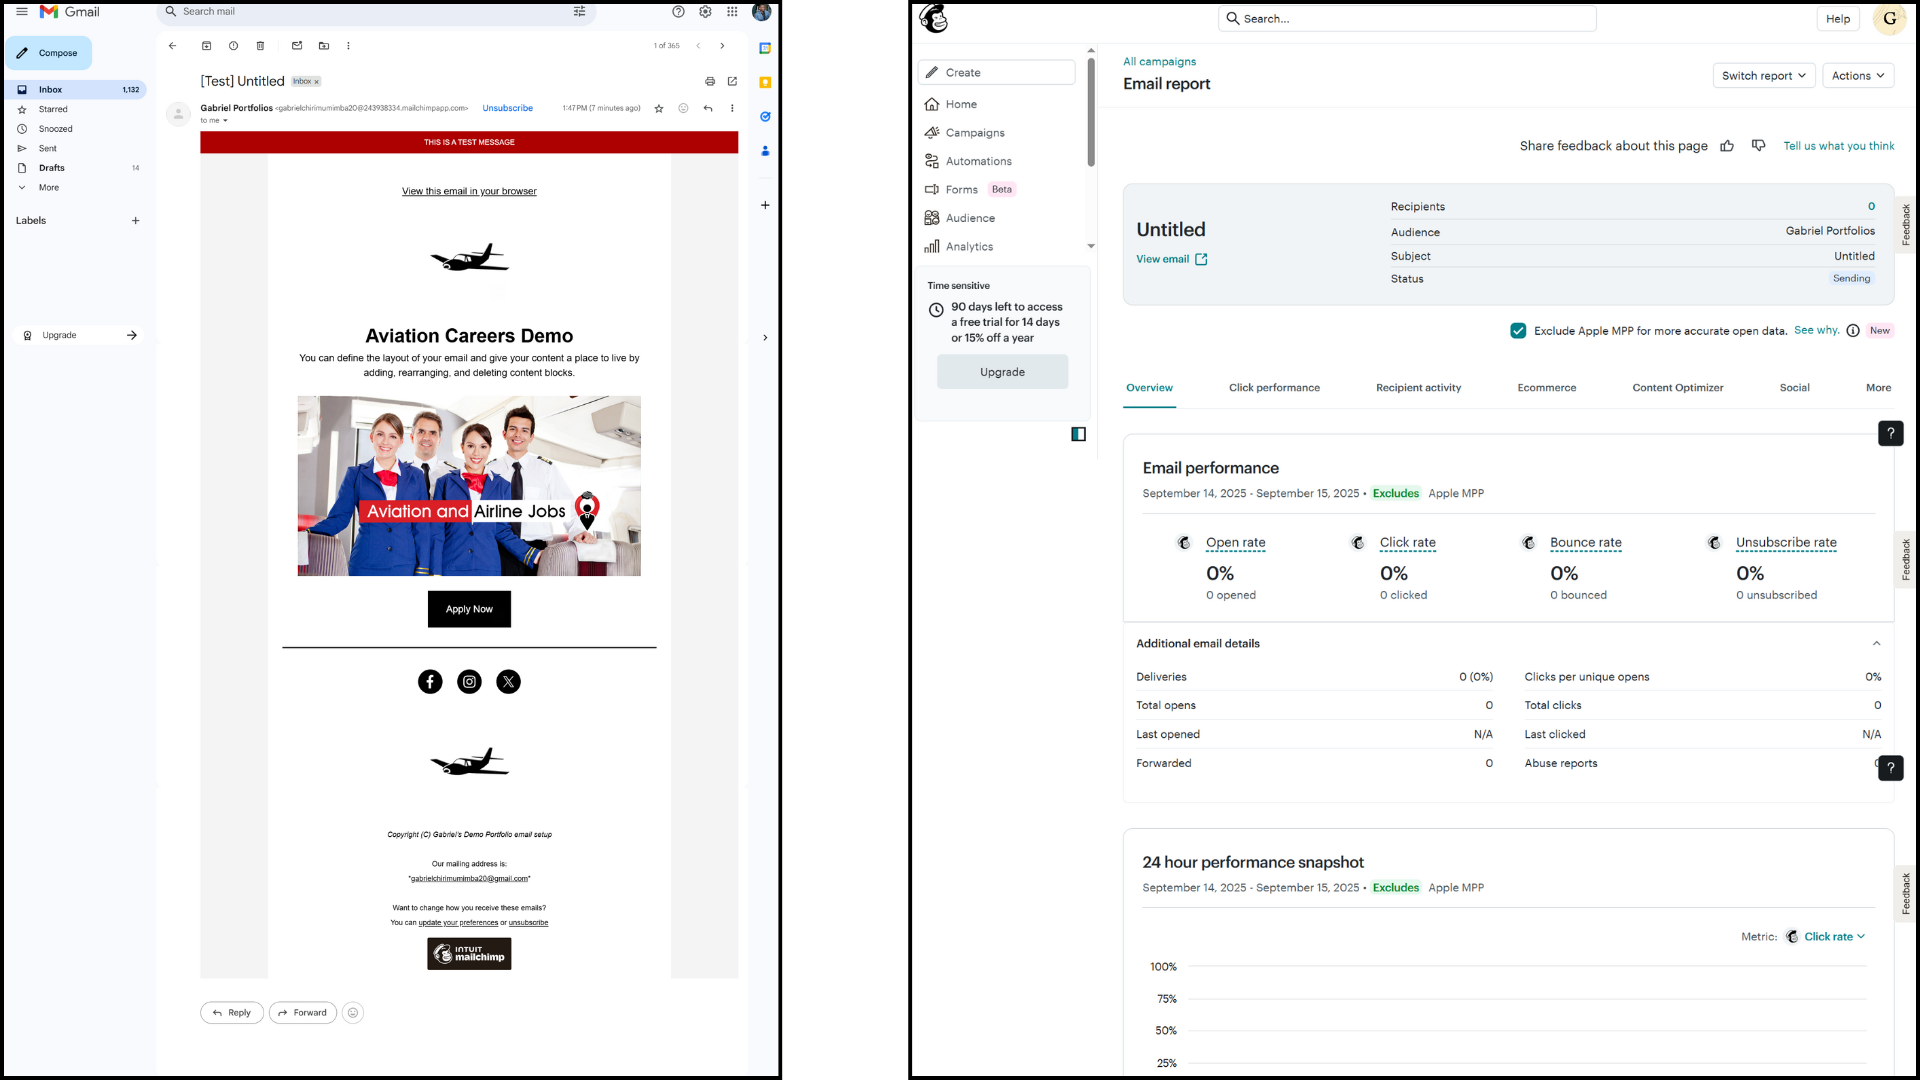 Gmail
Search mail
Compose
Inbox 1,132
Starred
Snoozed
Sent
Drafts 14
More
Labels
Upgrade
1 of 365
[Test] Untitled Inbox x
Gabriel Portfolios <gabrielchirimumimba20@243938334.mailchimpapp.com> Unsubscribe 1:47 PM (7 minutes ago)
to me
THIS IS A TEST MESSAGE
View this email in your browser
Aviation Careers Demo
You can define the layout of your email and give your content a place to live by
adding, rearranging, and deleting content blocks.
Aviation and Airline Jobs
Apply Now
Copyright (C) Gabriel's Demo Portfolio email setup
Our mailing address is:
*gabrielchirimumimba20@gmail.com*
Want to change how you receive these emails?
You can update your preferences or unsubscribe
INTUIT
mailchimp
Reply Forward
Search...
Help
G
Create
Home
Campaigns
Automations
Forms Beta
Audience
Analytics
Time sensitive
90 days left to access
a free trial for 14 days
or 15% off a year
Upgrade
All campaigns
Email report
Switch report Actions
Share feedback about this page Tell us what you think
Untitled
View email
Recipients 0
Audience Gabriel Portfolios
Subject Untitled
Status Sending
Feedback
Exclude Apple MPP for more accurate open data. See why. New
Overview Click performance Recipient activity Ecommerce Content Optimizer Social More
?
Email performance
September 14, 2025 - September 15, 2025 • Excludes Apple MPP
Open rate Click rate Bounce rate Unsubscribe rate
0% 0% 0% 0%
0 opened 0 clicked 0 bounced 0 unsubscribed
Feedback
Additional email details
Deliveries 0 (0%) Clicks per unique opens 0%
Total opens 0 Total clicks 0
Last opened N/A Last clicked N/A
Forwarded 0 Abuse reports 0
?
24 hour performance snapshot
September 14, 2025 - September 15, 2025 • Excludes Apple MPP
Feedback
Metric: Click rate
100%
75%
50%
25%